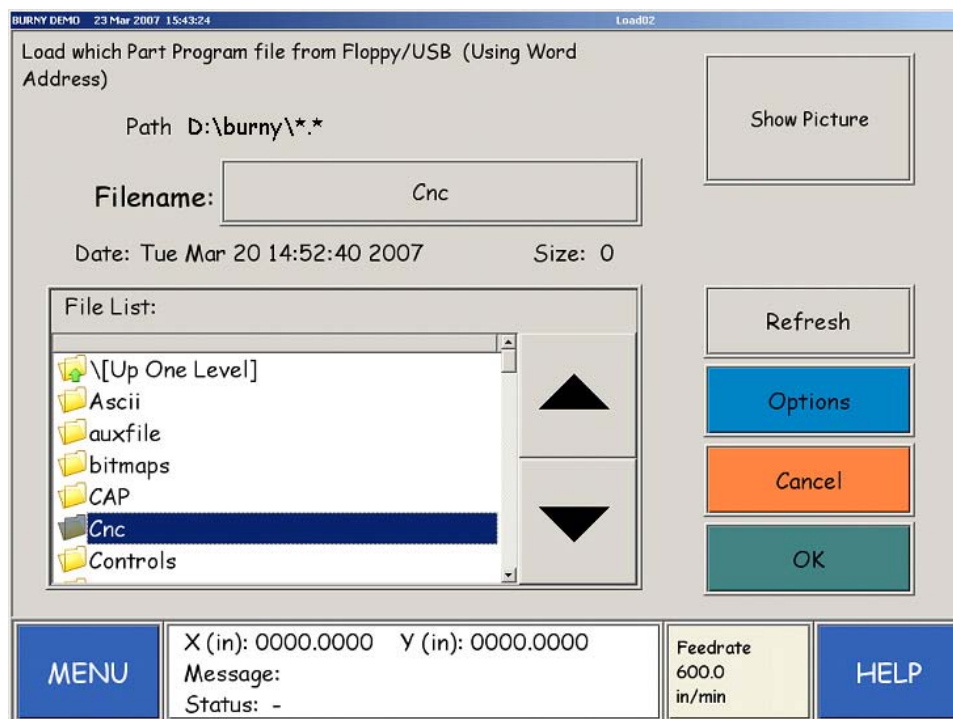 BURNY DEMO 23 Mar 2007 15:43:24 Load02
Load which Part Program file from Floppy/USB (Using Word
Address)
Show Picture
Path D:\burny\*.*
Filename: Cnc
Date: Tue Mar 20 14:52:40 2007 Size: 0
File List:
\[Up One Level]
Ascii
auxfile
bitmaps
CAP
Cnc
Controls
Refresh
Options
Cancel
OK
MENU
X (in): 0000.0000 Y (in): 0000.0000
Message:
Status: -
Feedrate
600.0
in/min
HELP